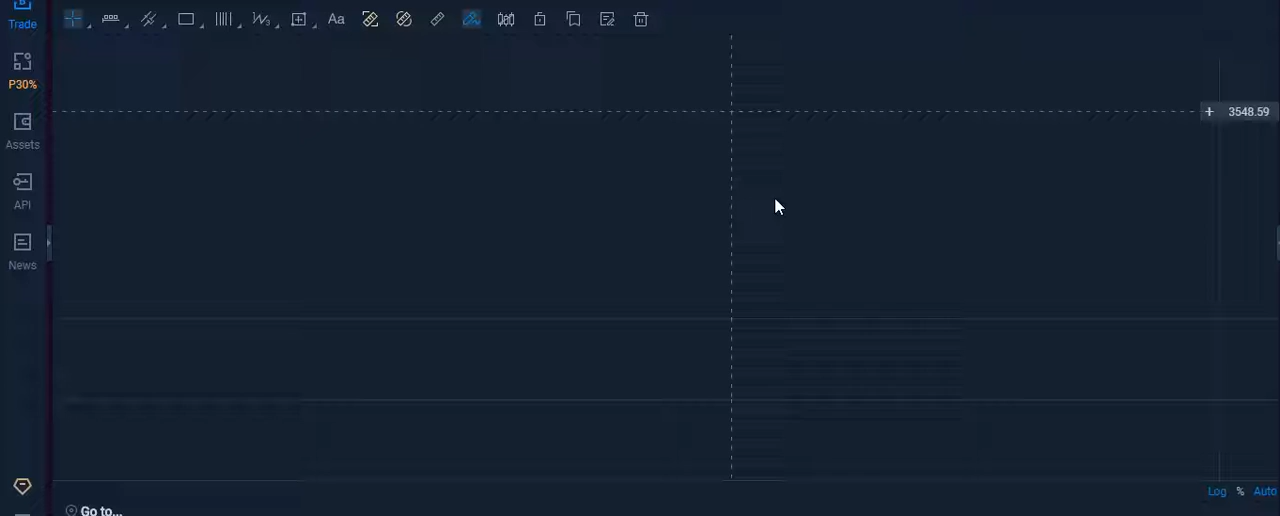 Trade
Aa
P30%
+ 3548.59
Assets
API
News
Log % Auto
Go to...